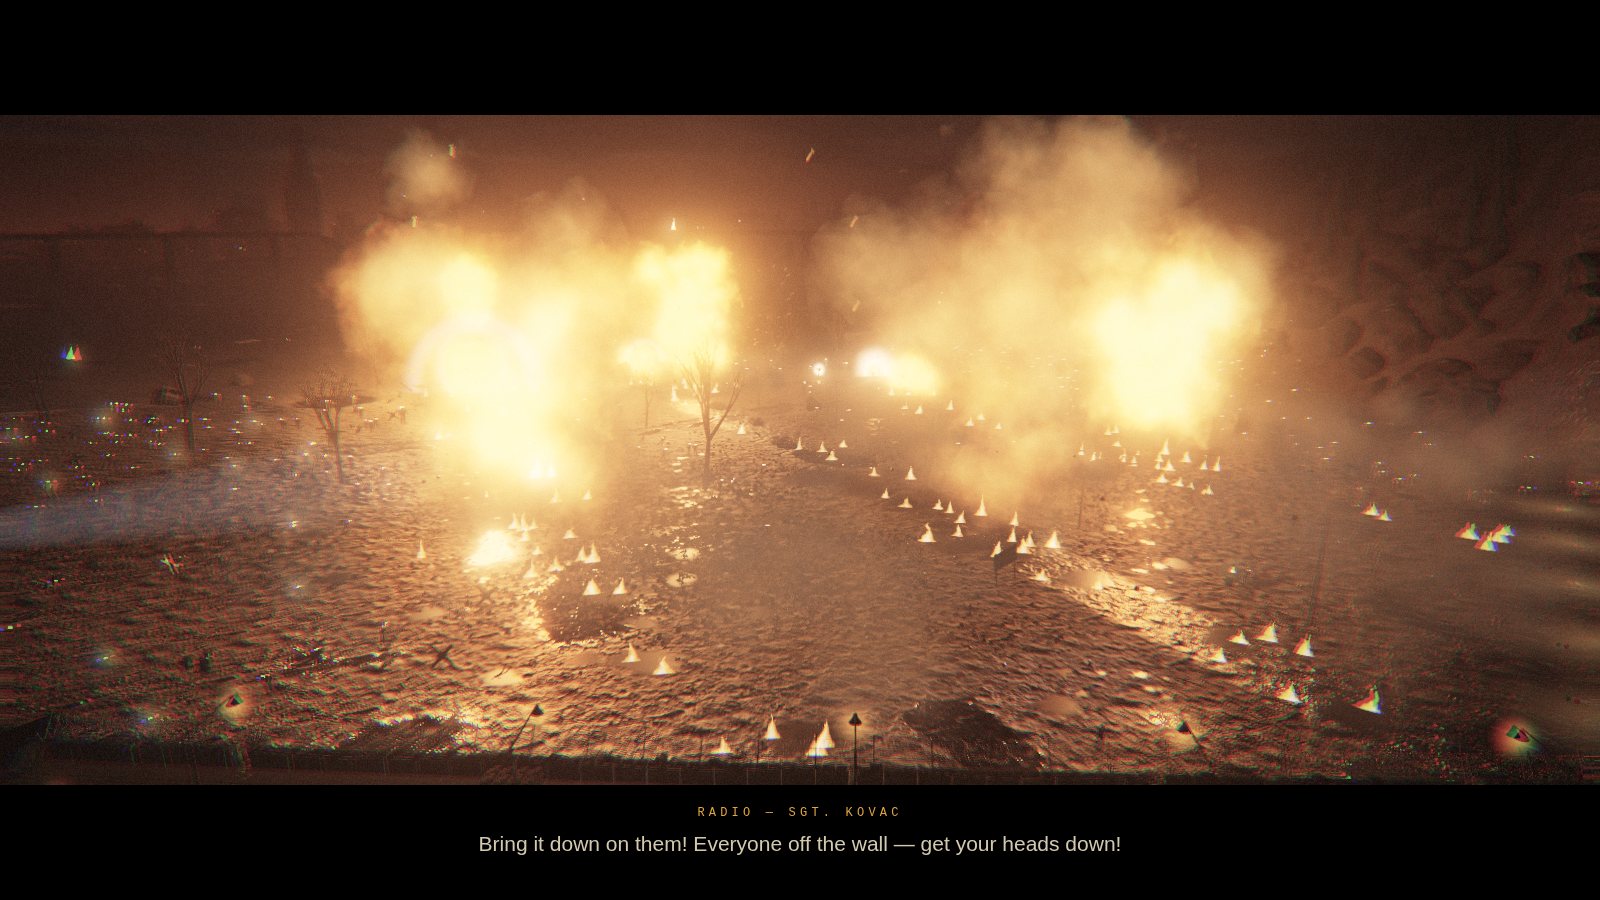 RADIO — SGT. KOVAC
Bring it down on them! Everyone off the wall — get your heads down!